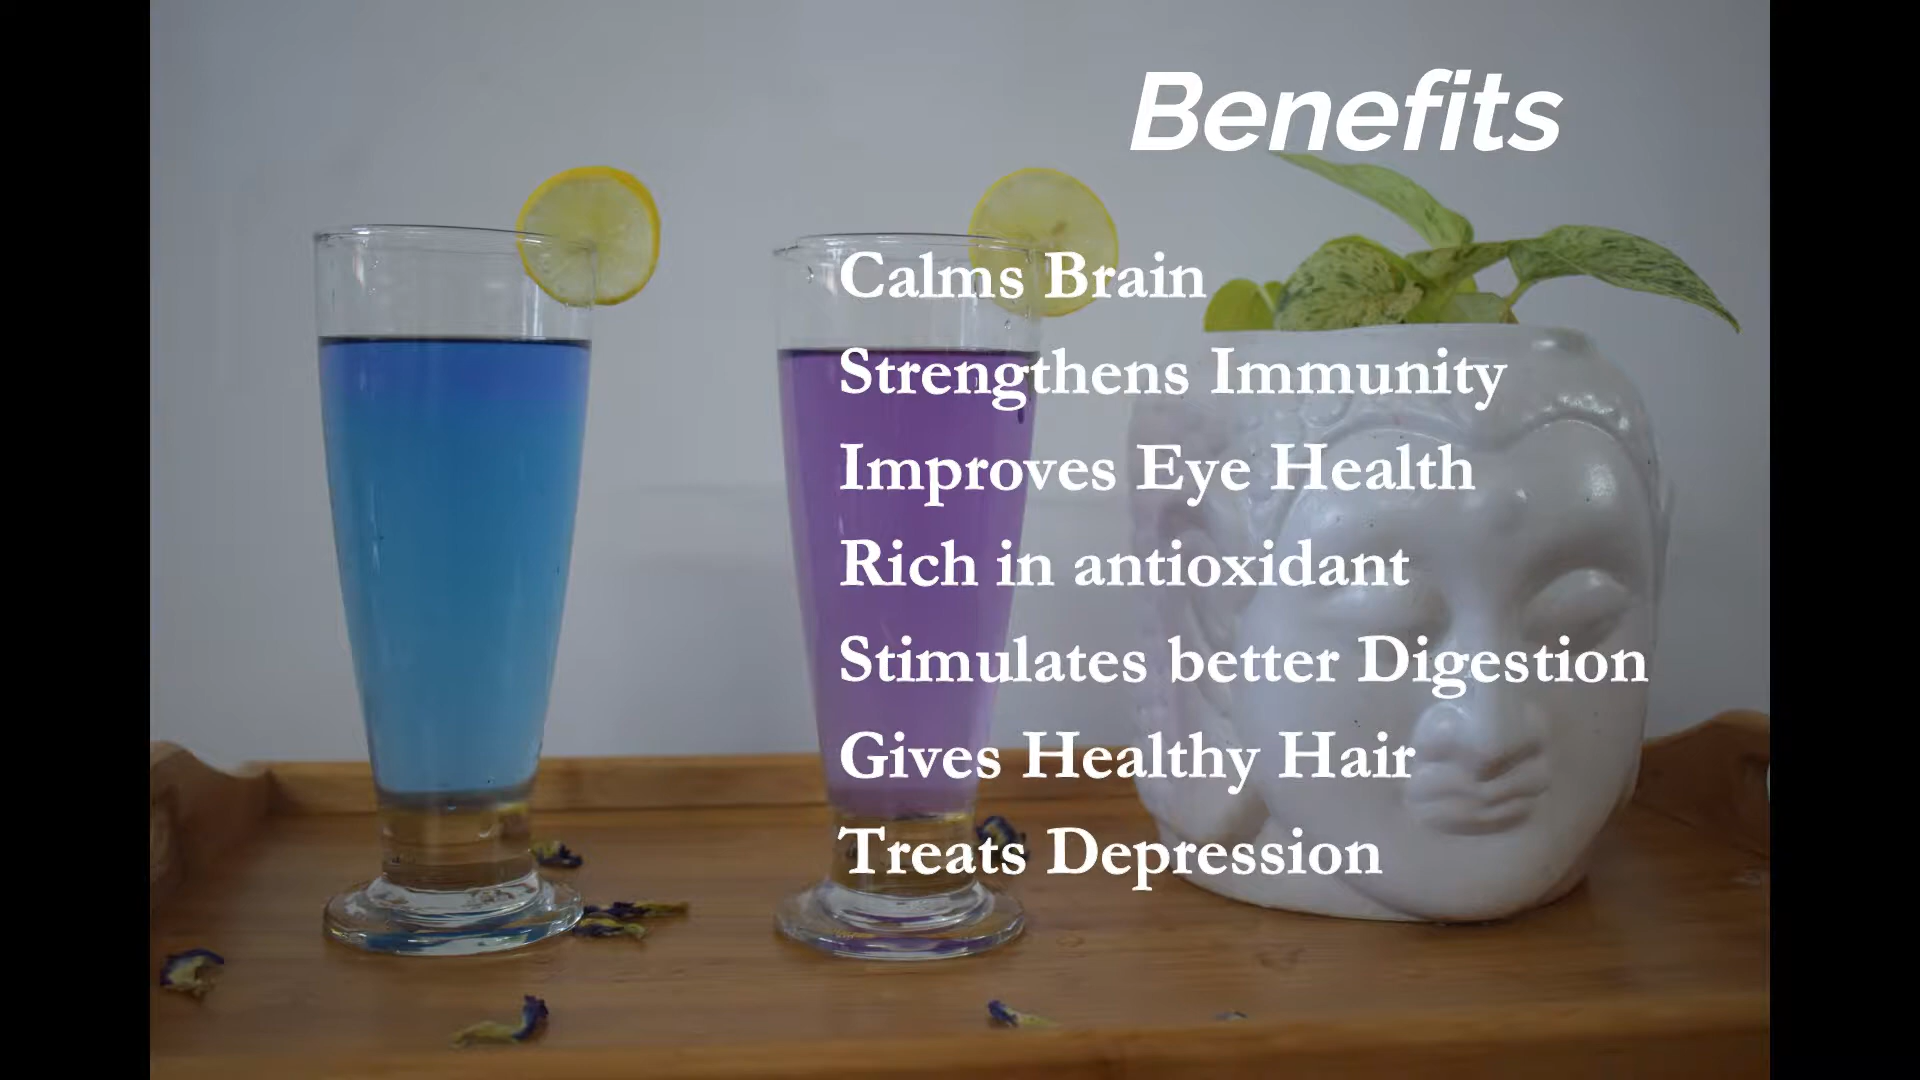 Benefits
Calms Brain
Strengthens Immunity
Improves Eye Health
Rich in antioxidant
Stimulates better Digestion
Gives Healthy Hair
Treats Depression